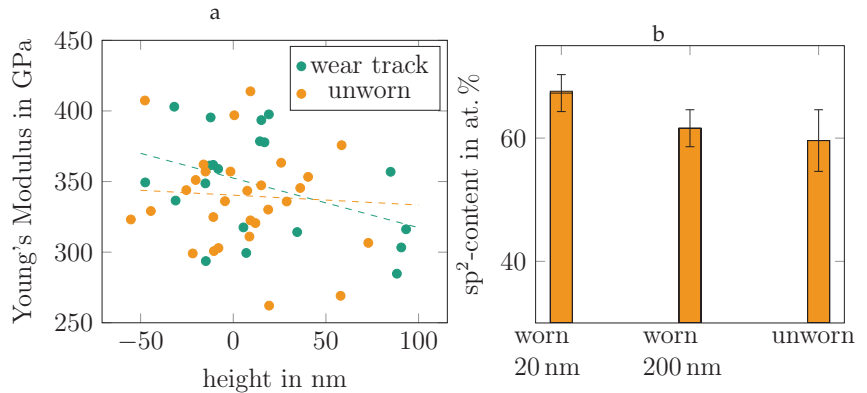 a
450
400
350
300
250
Young's Modulus in GPa
wear track
unworn
−50
0
50
100
height in nm
b
60
40
sp²-content in at. %
worn
20 nm
worn
200 nm
unworn